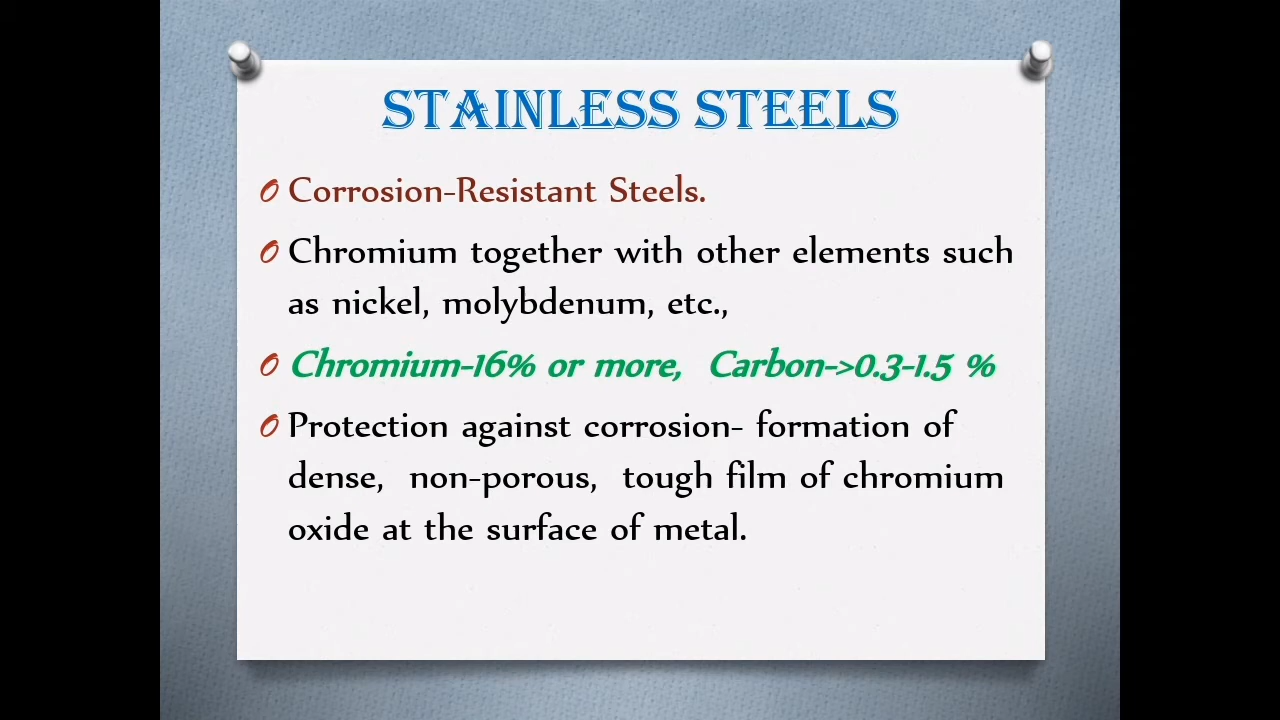 STAINLESS STEELS
Corrosion-Resistant Steels.
Chromium together with other elements such
as nickel, molybdenum, etc.,
Chromium-16% or more, Carbon->0.3-1.5 %
Protection against corrosion- formation of
dense, non-porous, tough film of chromium
oxide at the surface of metal.